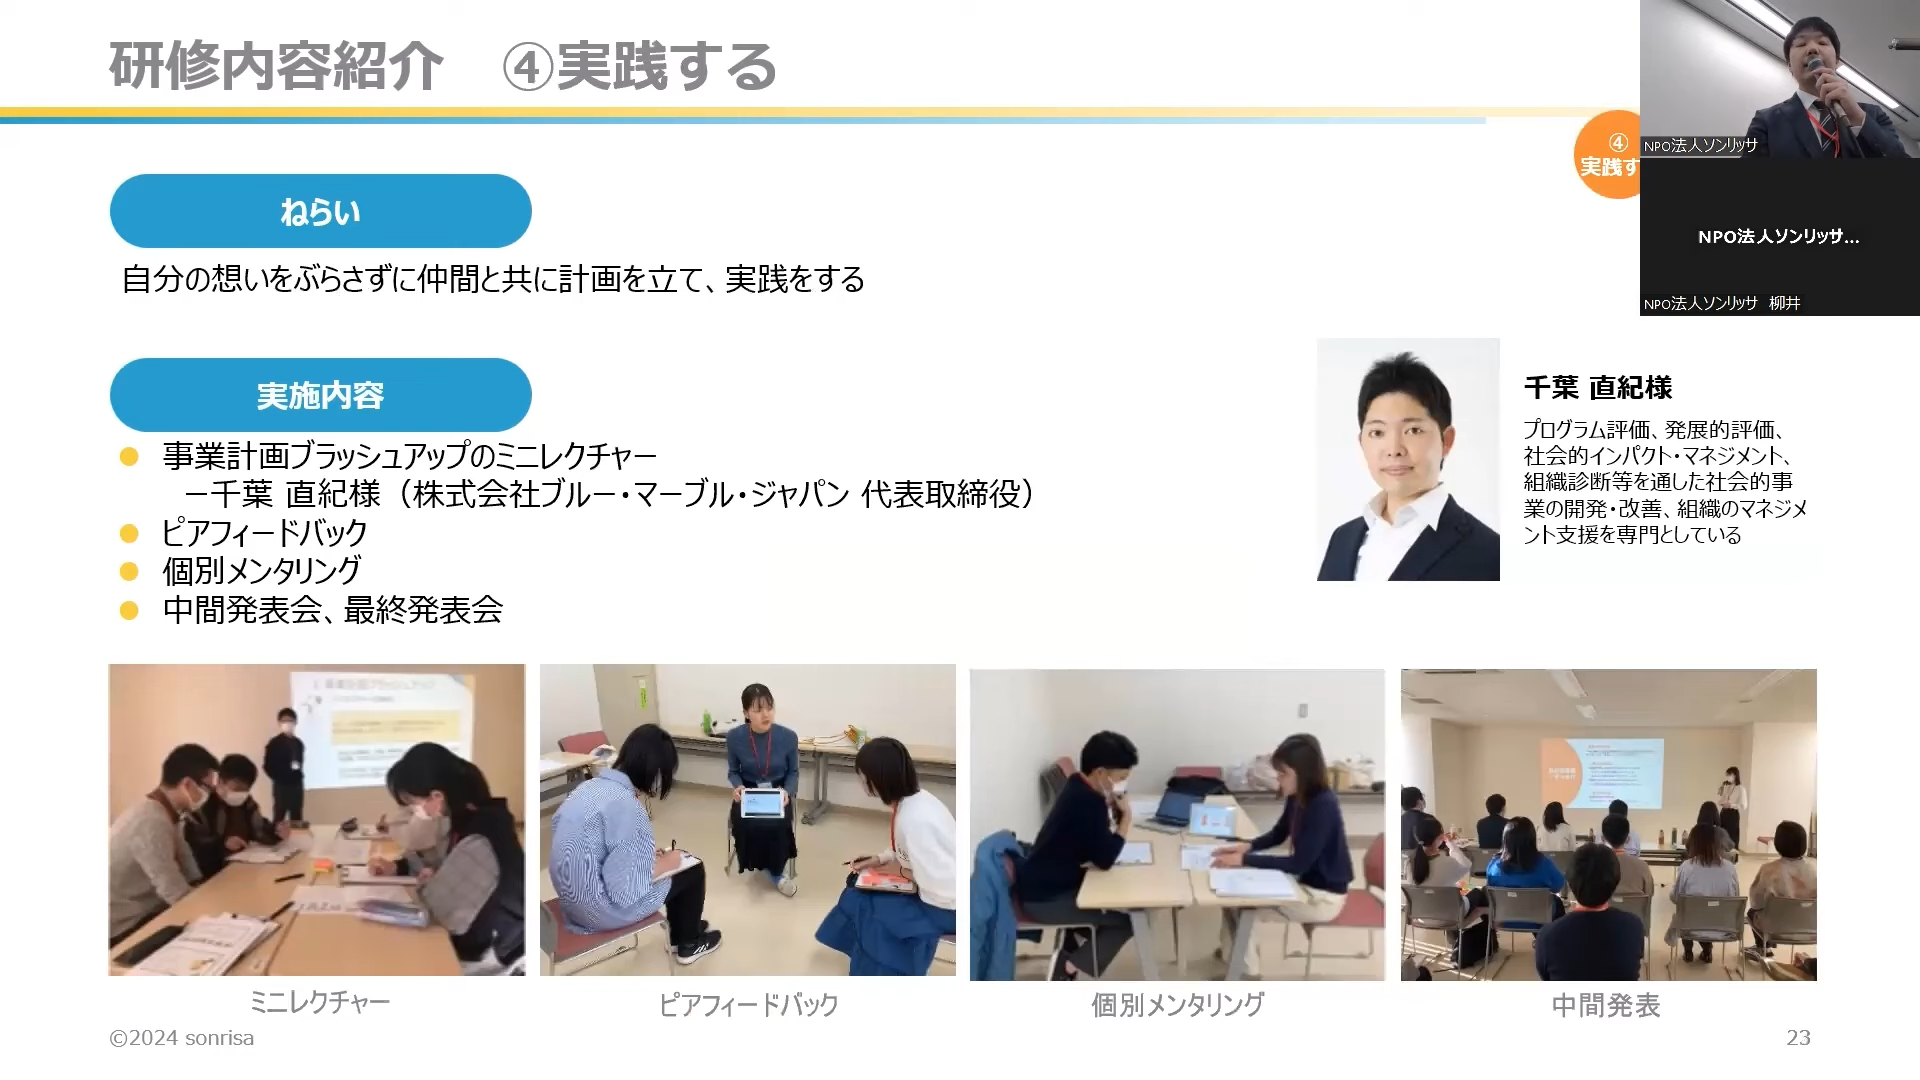 研修内容紹介　④実践する
④
実践す
NPO法人ソンリッサ
NPO法人ソンリッサ...
NPO法人ソンリッサ 柳井
ねらい
自分の想いをぶらさずに仲間と共に計画を立て、実践をする
実施内容
事業計画ブラッシュアップのミニレクチャー
－千葉 直紀様（株式会社ブルー・マーブル・ジャパン 代表取締役）
ピアフィードバック
個別メンタリング
中間発表会、最終発表会
千葉 直紀様
プログラム評価、発展的評価、
社会的インパクト・マネジメント、
組織診断等を通した社会的事
業の開発・改善、組織のマネジメ
ント支援を専門としている
ミニレクチャー
ピアフィードバック
個別メンタリング
中間発表
©2024 sonrisa
23